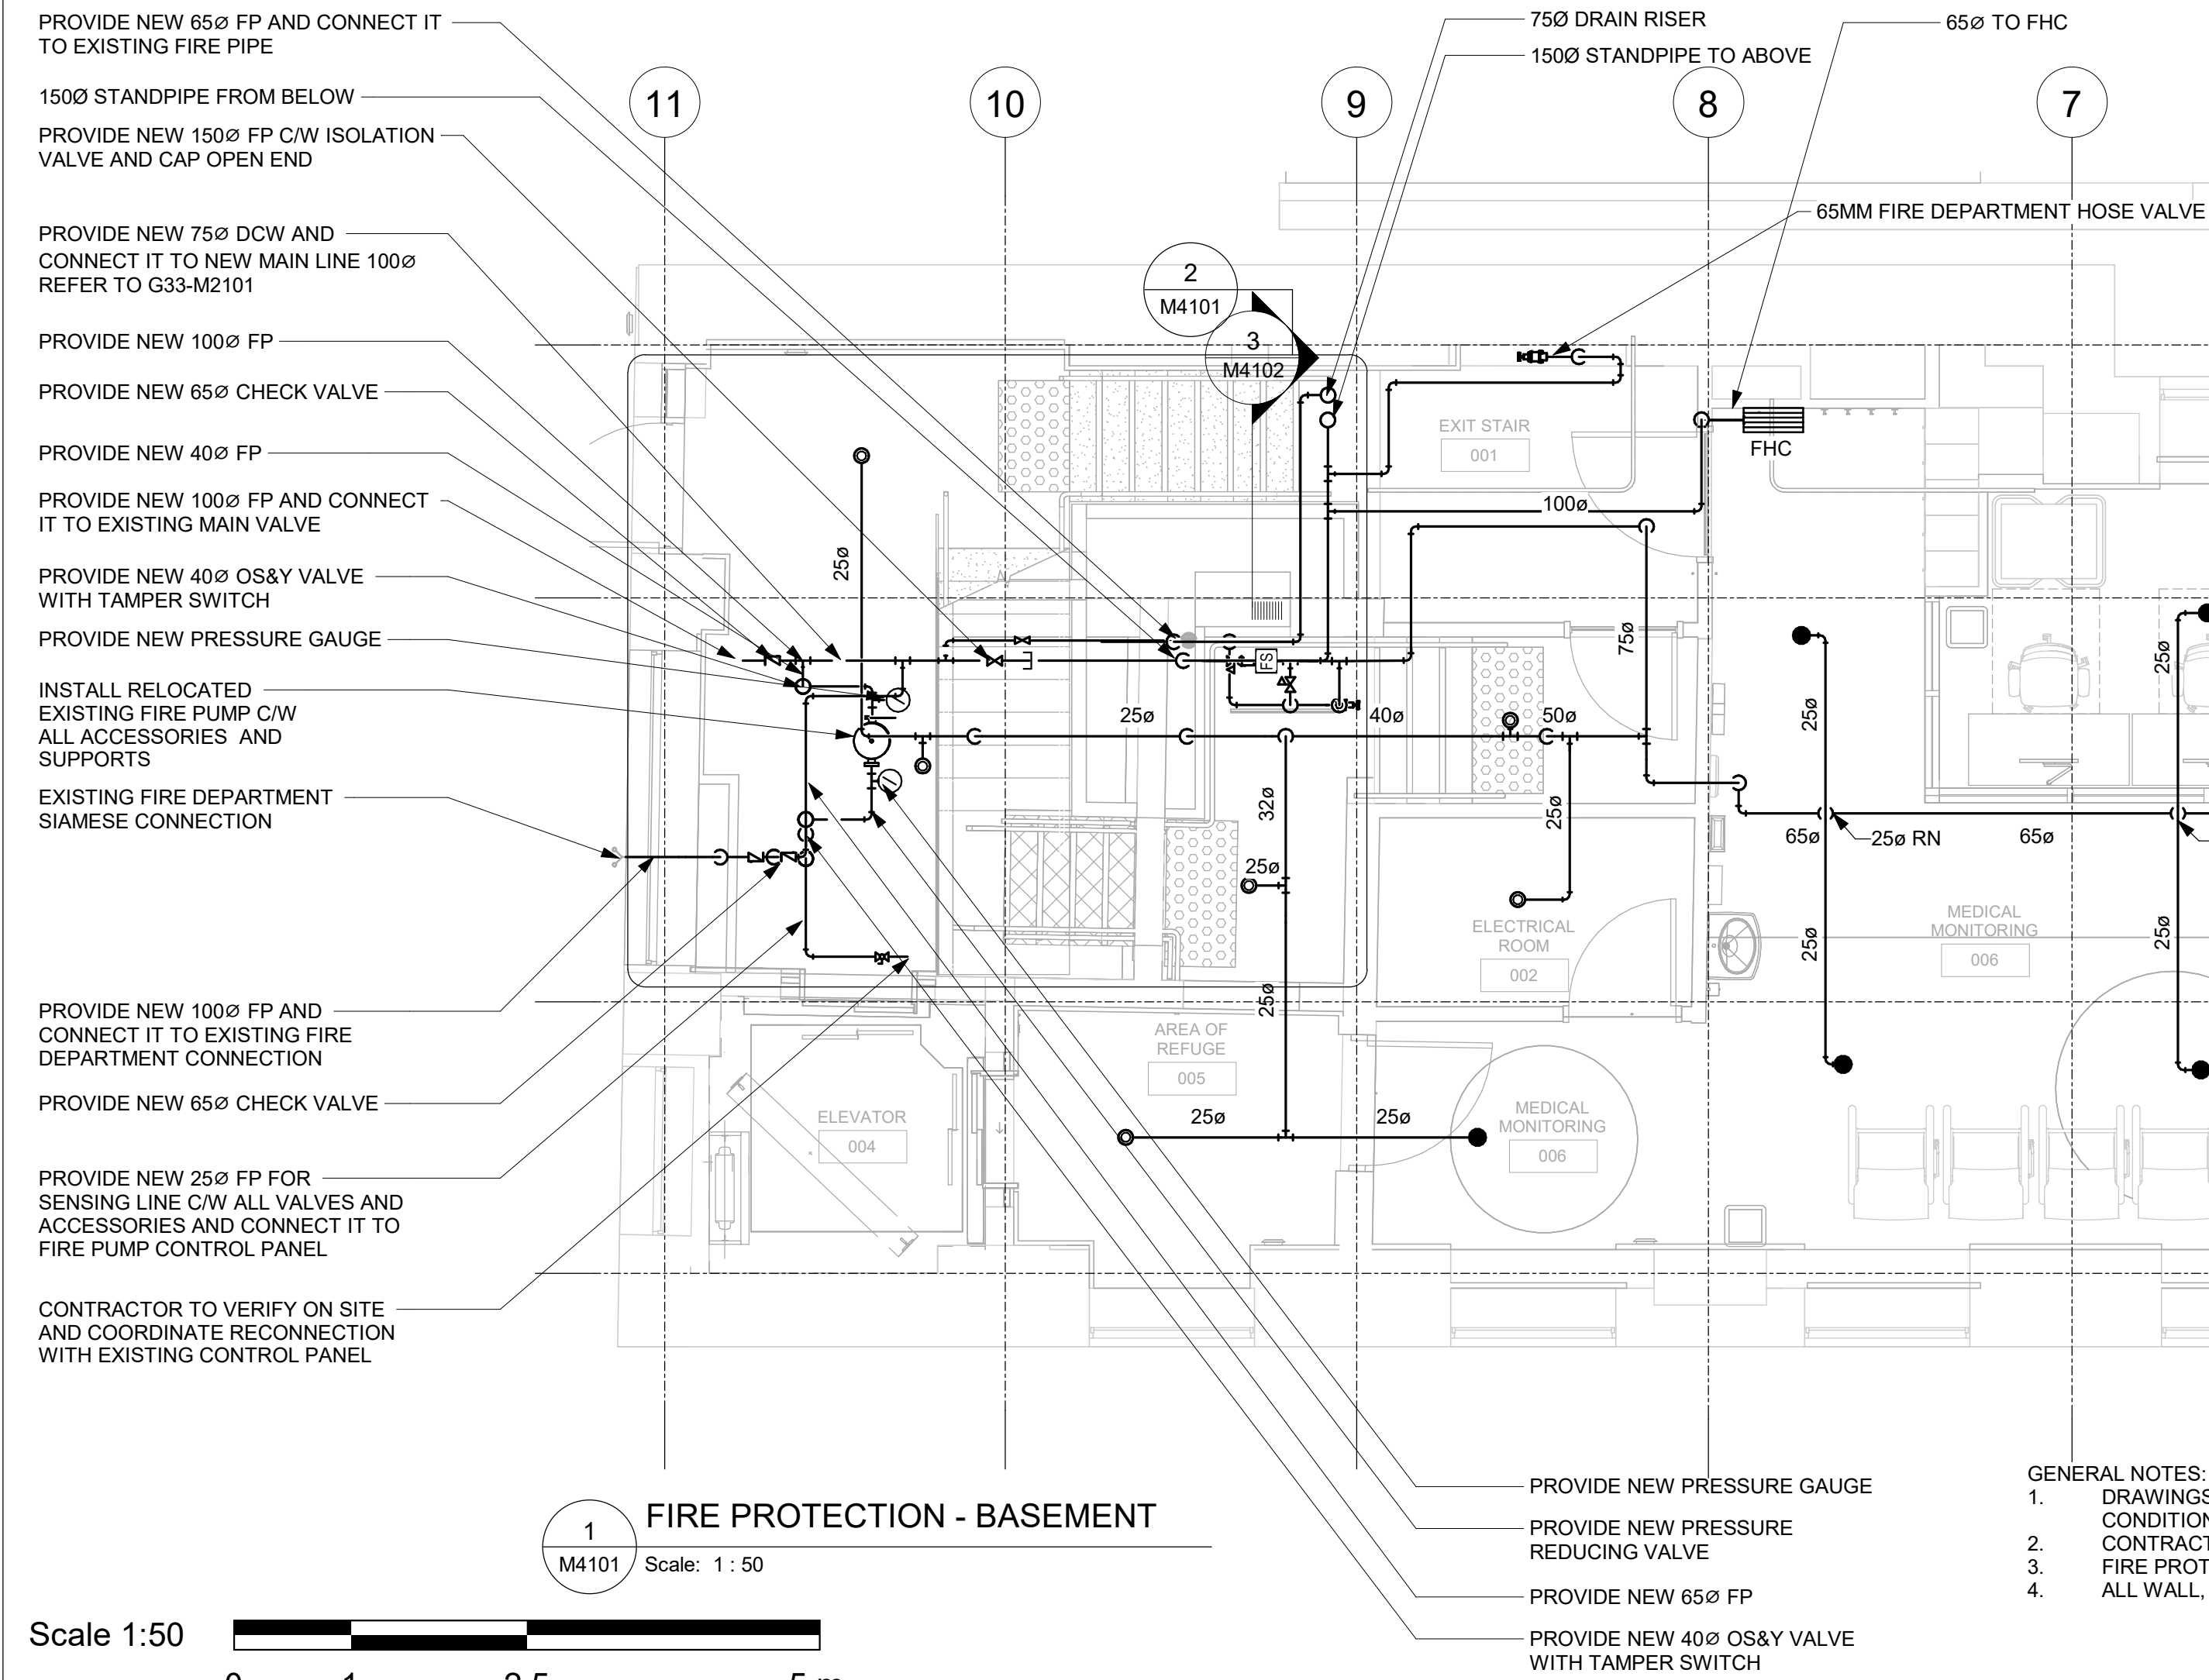 PROVIDE NEW 65Ø FP AND CONNECT IT
TO EXISTING FIRE PIPE
150Ø STANDPIPE FROM BELOW
PROVIDE NEW 150Ø FP C/W ISOLATION
VALVE AND CAP OPEN END
PROVIDE NEW 75Ø DCW AND
CONNECT IT TO NEW MAIN LINE 100Ø
REFER TO G33-M2101
PROVIDE NEW 100Ø FP
PROVIDE NEW 65Ø CHECK VALVE
PROVIDE NEW 40Ø FP
PROVIDE NEW 100Ø FP AND CONNECT
IT TO EXISTING MAIN VALVE
PROVIDE NEW 40Ø OS&Y VALVE
WITH TAMPER SWITCH
PROVIDE NEW PRESSURE GAUGE
INSTALL RELOCATED
EXISTING FIRE PUMP C/W
ALL ACCESSORIES AND
SUPPORTS
EXISTING FIRE DEPARTMENT
SIAMESE CONNECTION
PROVIDE NEW 100Ø FP AND
CONNECT IT TO EXISTING FIRE
DEPARTMENT CONNECTION
PROVIDE NEW 65Ø CHECK VALVE
PROVIDE NEW 25Ø FP FOR
SENSING LINE C/W ALL VALVES AND
ACCESSORIES AND CONNECT IT TO
FIRE PUMP CONTROL PANEL
CONTRACTOR TO VERIFY ON SITE
AND COORDINATE RECONNECTION
WITH EXISTING CONTROL PANEL
75Ø DRAIN RISER
150Ø STANDPIPE TO ABOVE
65Ø TO FHC
65MM FIRE DEPARTMENT HOSE VALVE
11
10
9
8
7
2
M4101
3
M4102
EXIT STAIR
001
FHC
100ø
25ø
75ø
FS
25ø
40ø
50ø
32ø
25ø
25ø
25ø
25ø
25ø
65ø
25ø RN
65ø
25ø
25ø
25ø
ELECTRICAL
ROOM
002
MEDICAL
MONITORING
006
AREA OF
REFUGE
005
25ø
25ø
ELEVATOR
004
MEDICAL
MONITORING
006
PROVIDE NEW PRESSURE GAUGE
PROVIDE NEW PRESSURE
REDUCING VALVE
PROVIDE NEW 65Ø FP
PROVIDE NEW 40Ø OS&Y VALVE
WITH TAMPER SWITCH
GENERAL NOTES:
1. DRAWINGS
CONDITION
2. CONTRACT
3. FIRE PROT
4. ALL WALL,
1
M4101
FIRE PROTECTION - BASEMENT
Scale: 1 : 50
Scale 1:50
0 1 2.5 5 m